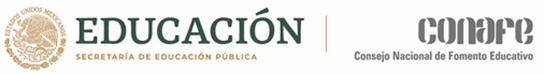 ESTADOS UNIDOS MEXICANOS
EDUCACIÓN
SECRETARÍA DE EDUCACIÓN PÚBLICA
conafe
Consejo Nacional de Fomento Educativo